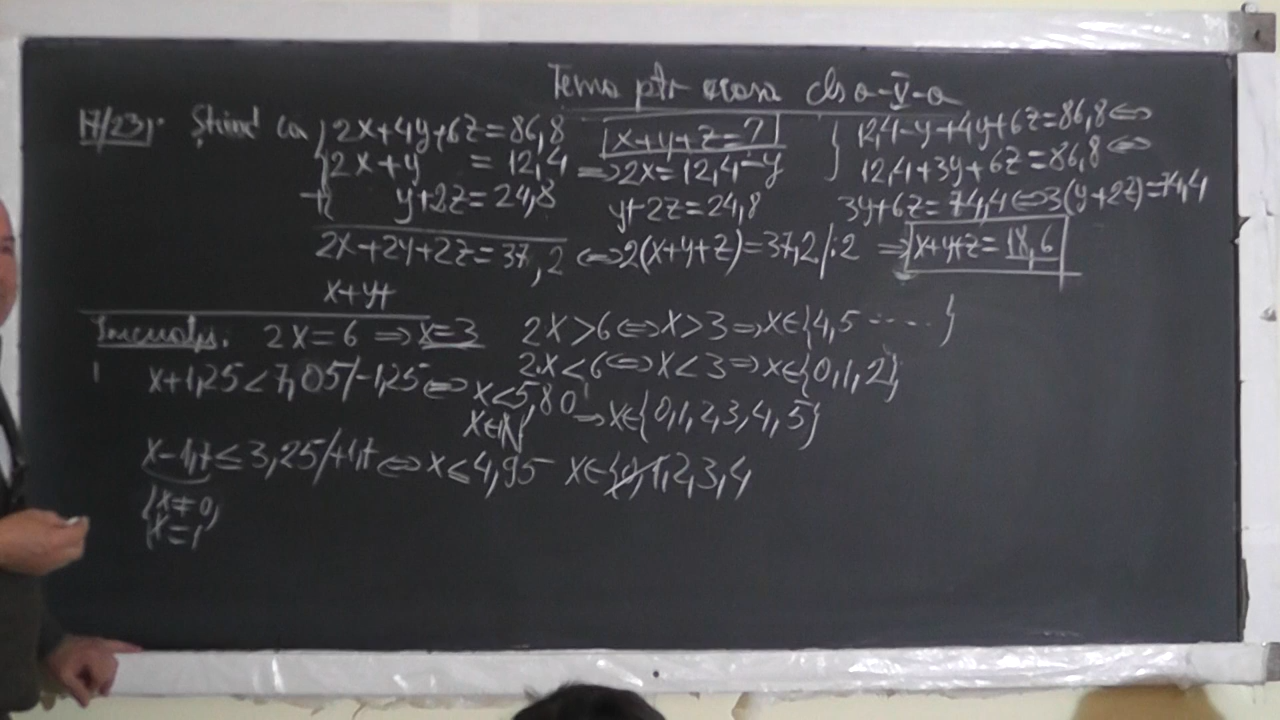 Tema ptr acasa cls a-V-a
17/23). Știind ca 2x+4y+6z=86,8 x+y+z=? 12,4-y+4y+6z=86,8⇔
2x+y =12,4 ⇒2x=12,4-y 12,4+3y+6z=86,8⇔
+ y+2z=24,8 y+2z=24,8 3y+6z=74,4⇔3(y+2z)=74,4
2x+2y+2z=37,2 ⇔2(x+y+z)=37,2/:2 ⇒x+y+z=18,6
x+y+
Inecuații. 2x=6 ⇒x=3 2x>6⇔x>3⇒x∈{4,5.....}
2x<6⇔x<3⇒x∈{0,1,2},
x+1,25<7,05/-1,25⇔ x<5,80
x∈N ⇒x∈{0,1,2,3,4,5}
x-1,7≤3,25/+1,7⇔x≤4,95 x∈{0,1,2,3,4
{x≠0,
x=1